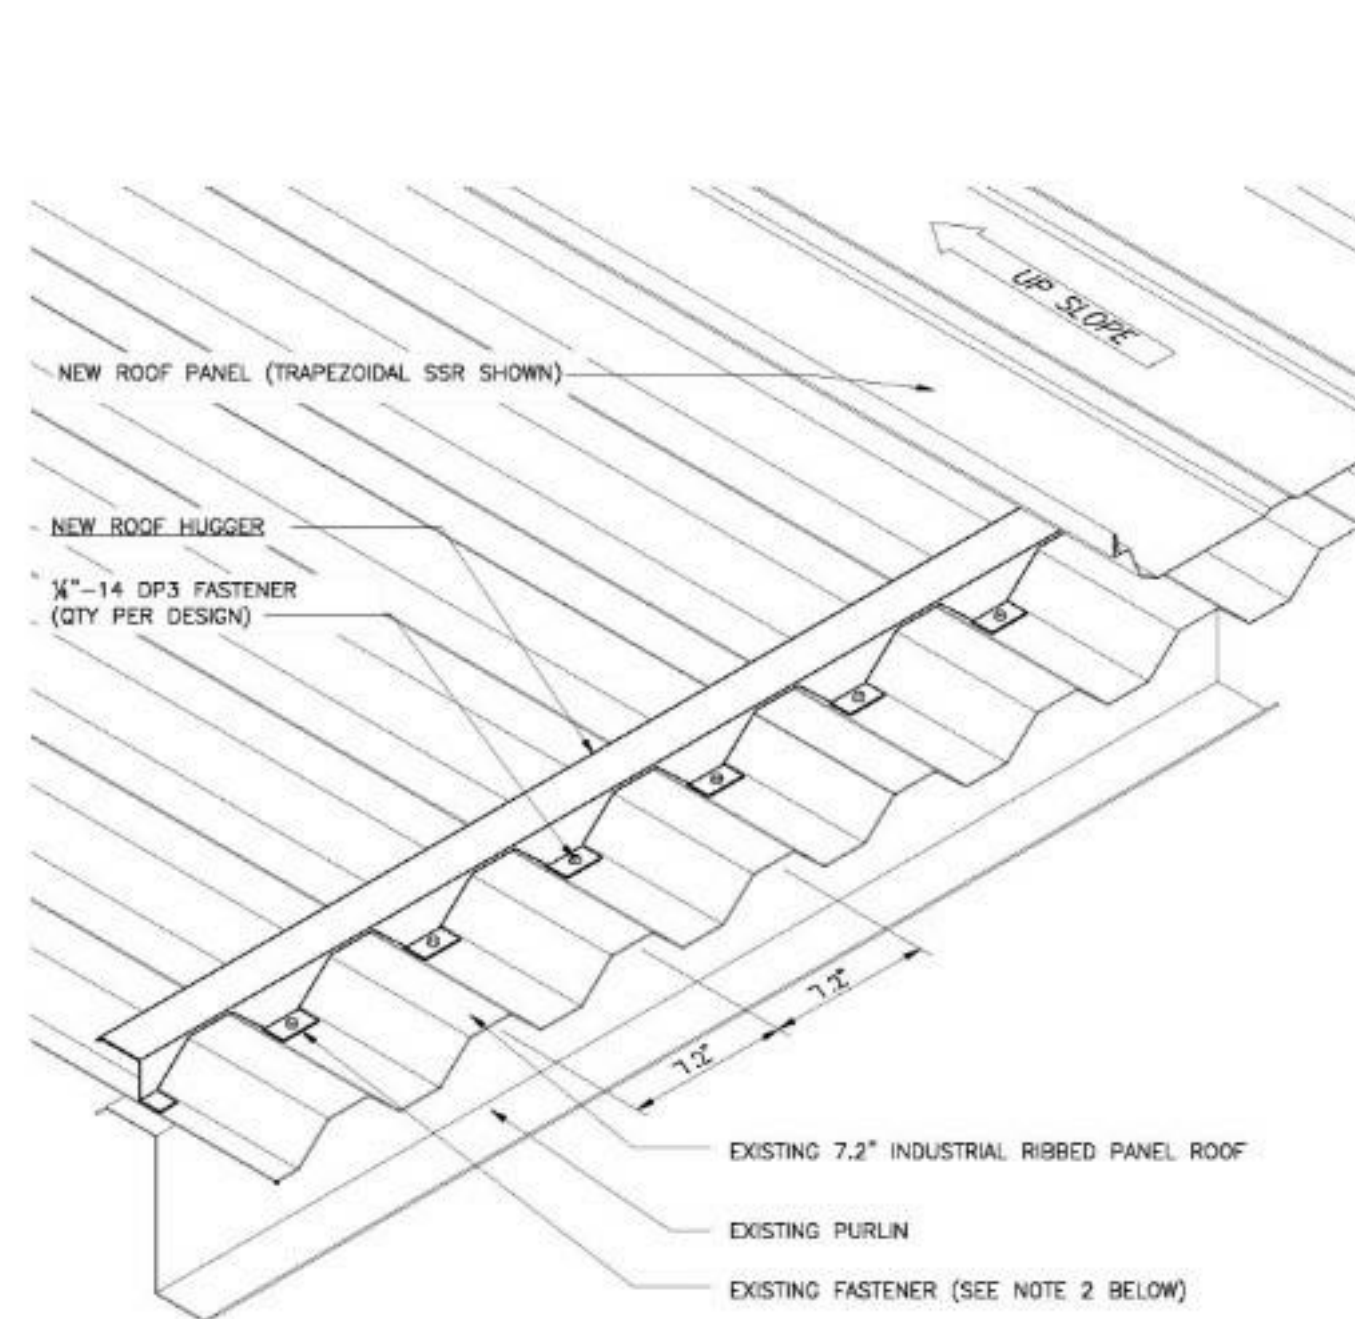 UP SLOPE
NEW ROOF PANEL (TRAPEZOIDAL SSR SHOWN)
NEW ROOF HUGGER
¼"-14 DP3 FASTENER
(QTY PER DESIGN)
7.2"
7.2"
EXISTING 7.2" INDUSTRIAL RIBBED PANEL ROOF
EXISTING PURLIN
EXISTING FASTENER (SEE NOTE 2 BELOW)